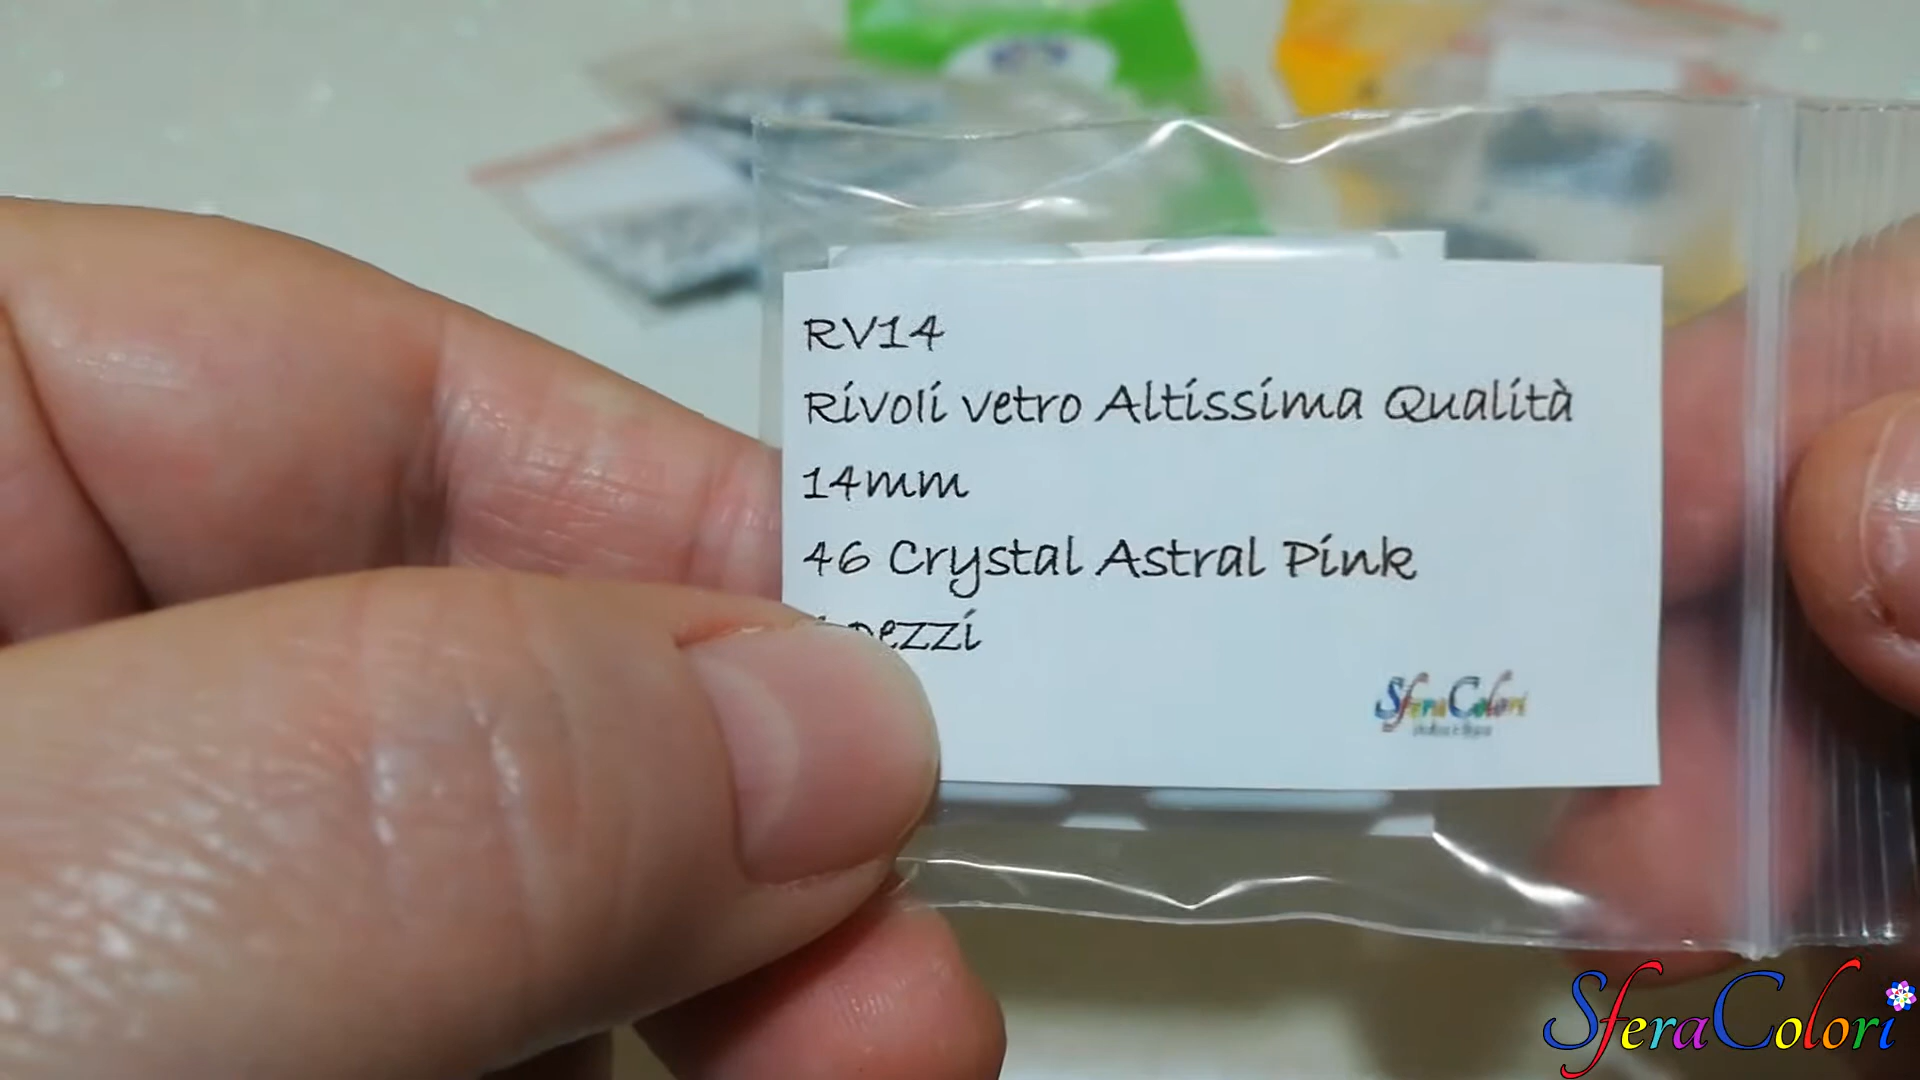 RV14
Rivoli vetro Altissima Qualità
14mm
46 Crystal Astral Pink
pezzi
SferaColori
SferaColori